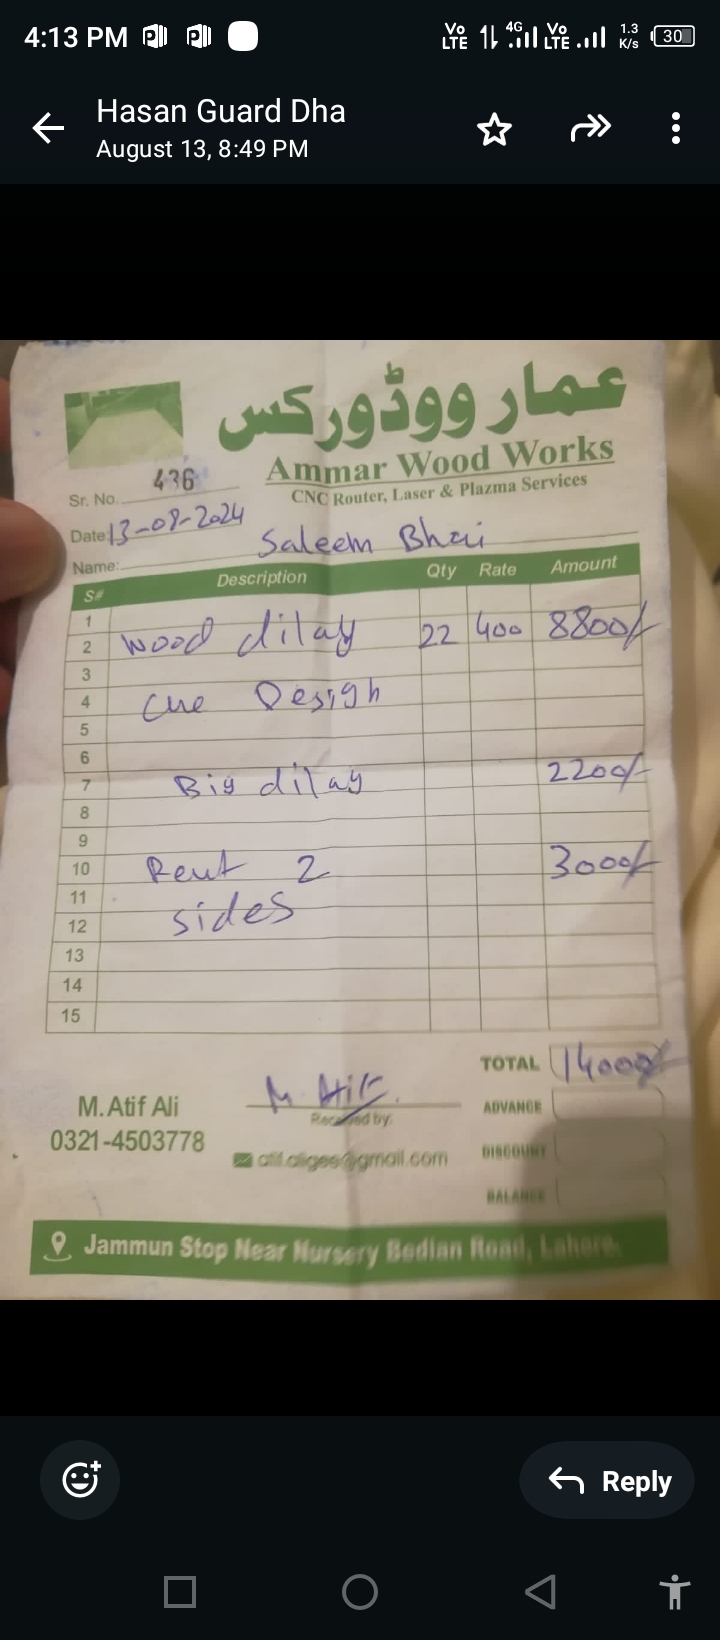 4:13 PM
Vo LTE 4G Vo LTE 1.3 K/s 30
Hasan Guard Dha
August 13, 8:49 PM
عمار ووڈورکس
Ammar Wood Works
CNC Router, Laser & Plazma Services
Sr. No. 436
Date: 13-08-2024
Name: Saleem Bhai
S# Description Qty Rate Amount
1
2 Wood dilay 22 400 8800/-
3
4 Cne Desigh
5
6
7 Big dilay 2200/-
8
9
10 Rent 2 3000/-
11
12 sides
13
14
15
TOTAL 14000/-
ADVANCE
DISCOUNT
BALANCE
M. Atif
Received by:
M.Atif Ali
0321-4503778
atif.aligee@gmail.com
Jammun Stop Near Nursery Bedian Road, Lahore.
Reply